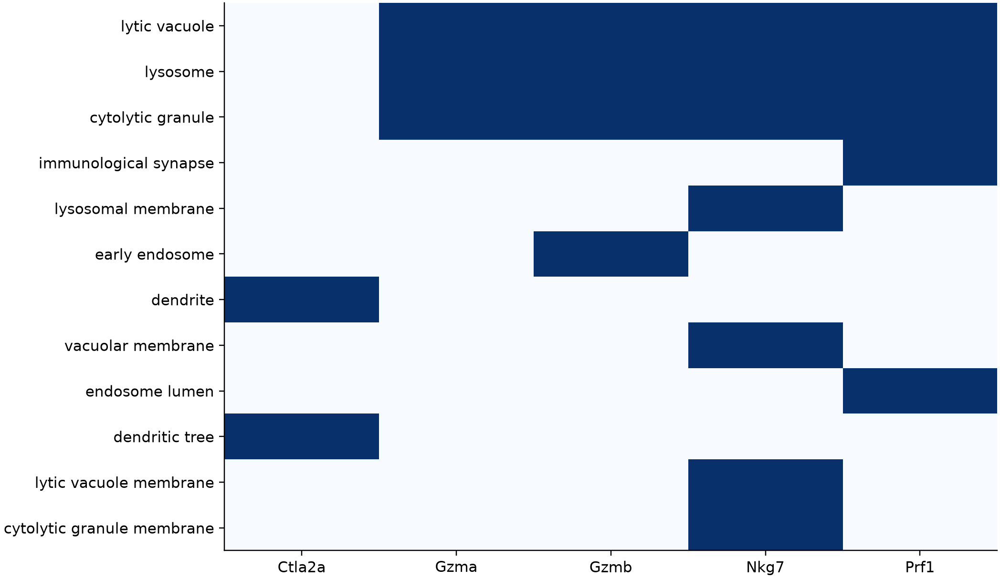 lytic vacuole
lysosome
cytolytic granule
immunological synapse
lysosomal membrane
early endosome
dendrite
vacuolar membrane
endosome lumen
dendritic tree
lytic vacuole membrane
cytolytic granule membrane
Ctla2a Gzma Gzmb Nkg7 Prf1